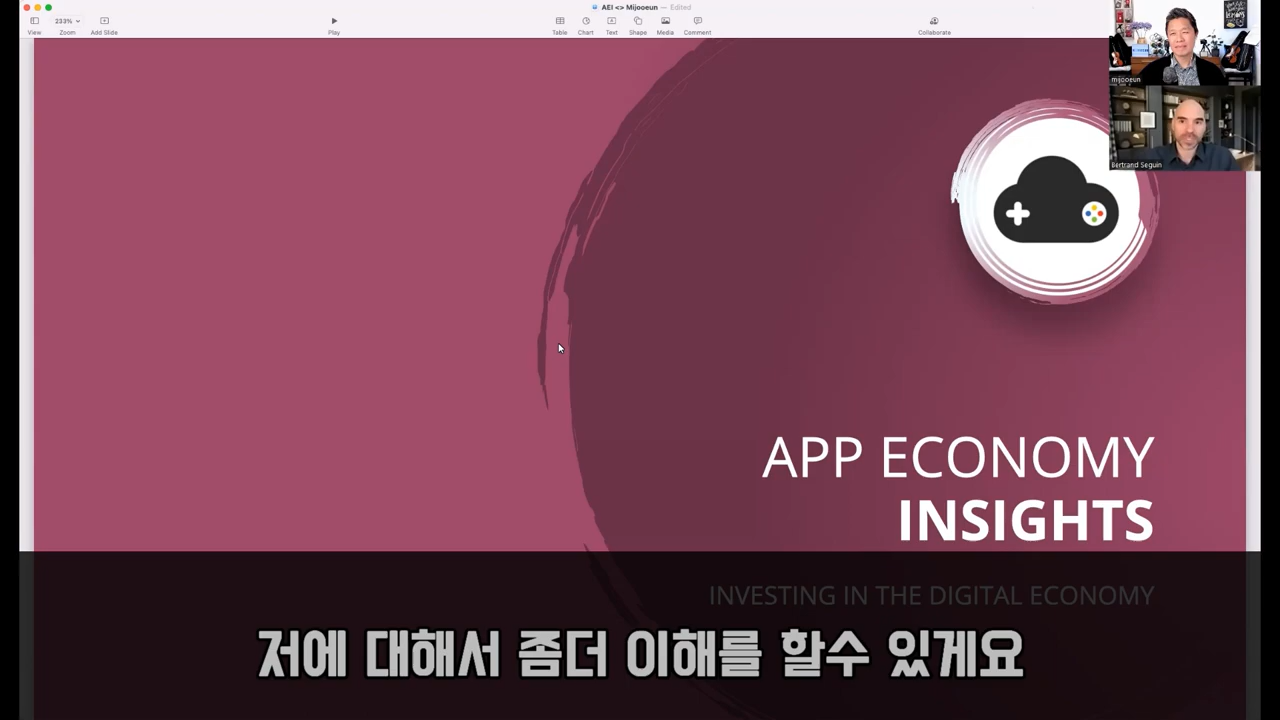 AEI <> Mijooeun — Edited
233%
View
Zoom
Add Slide
Play
Table
Chart
Text
Shape
Media
Comment
Collaborate
mijooeun
Bertrand Seguin
APP ECONOMY
INSIGHTS
INVESTING IN THE DIGITAL ECONOMY
저에 대해서 좀더 이해를 할수 있게요